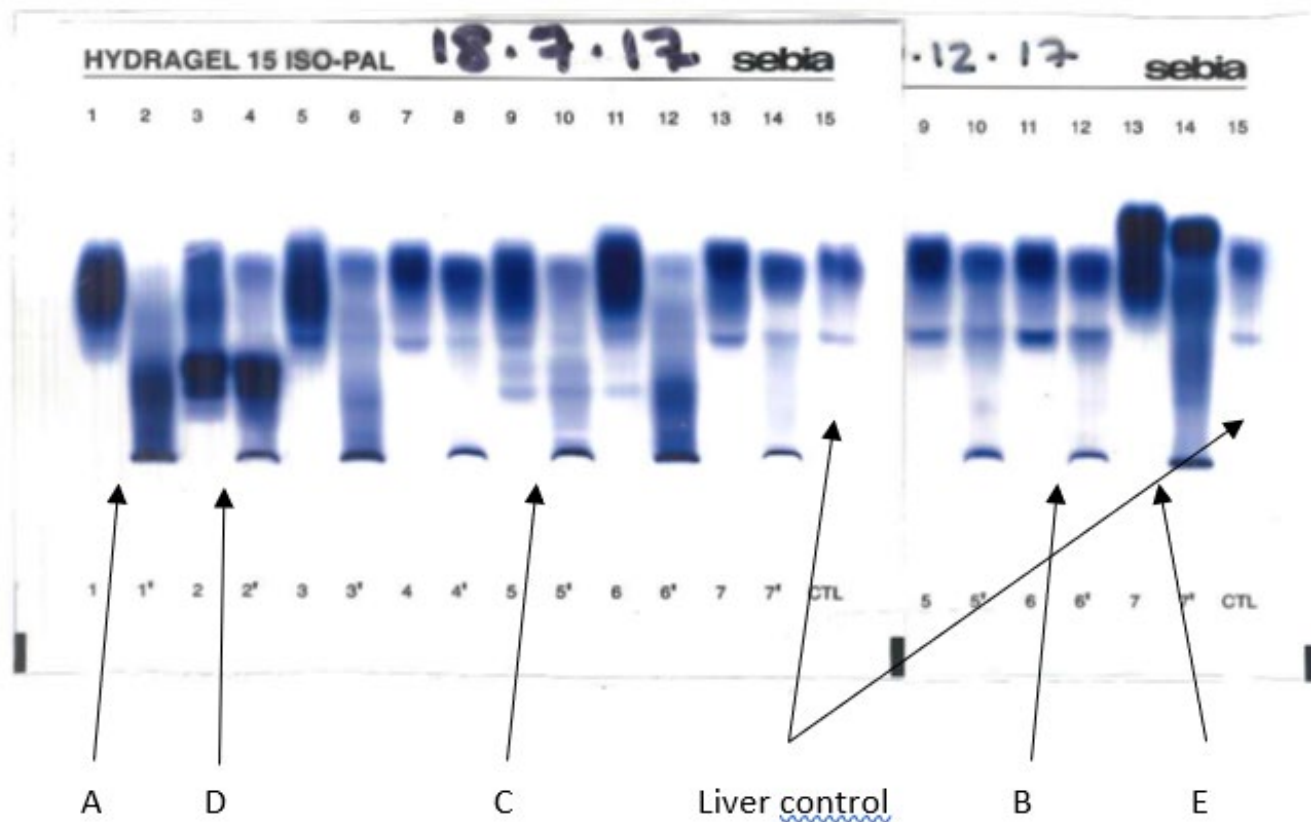 HYDRAGEL 15 ISO-PAL 18.7.17 sebia
.12.17 sebia
1 2 3 4 5 6 7 8 9 10 11 12 13 14 15
9 10 11 12 13 14 15
1 1' 2 2' 3 3' 4 4' 5 5' 6 6' 7 7' CTL
5 5' 6 6' 7 7' CTL
A D C Liver control B E